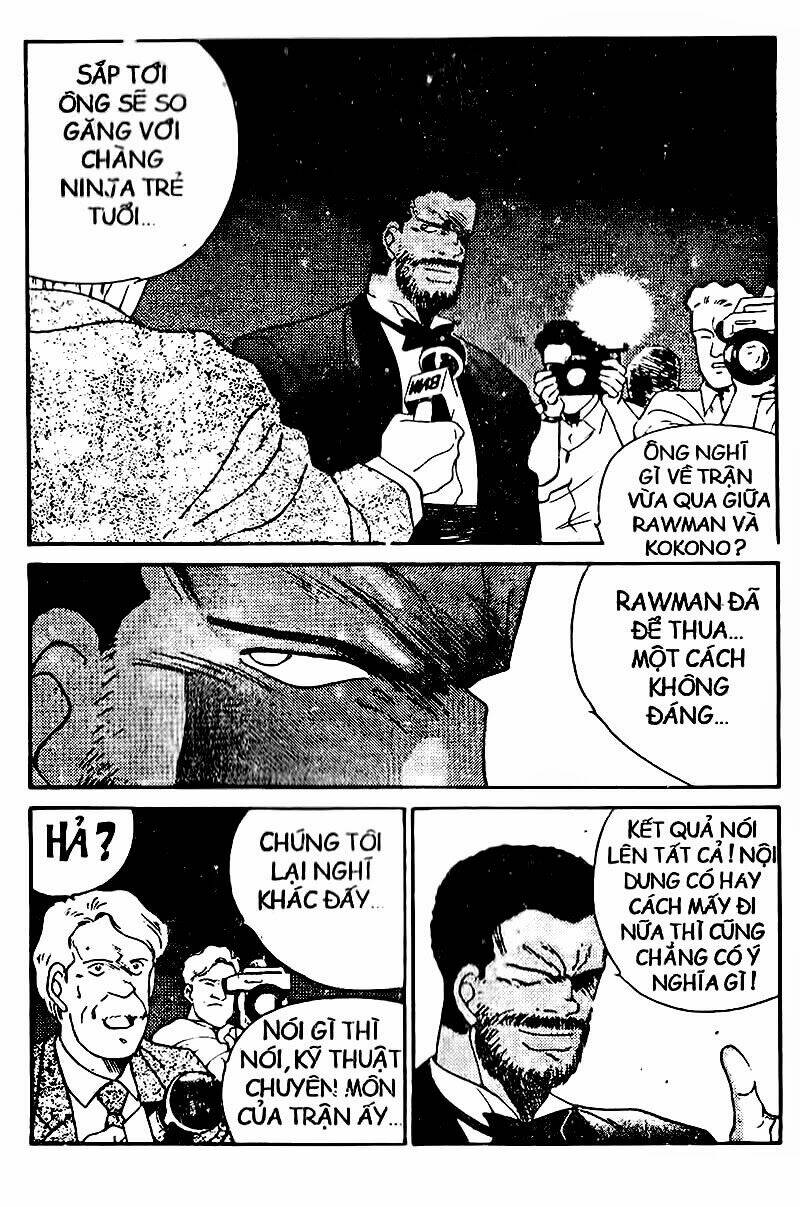 SẮP TỚI
ÔNG SẼ SO
GĂNG VỚI
CHÀNG
NINJA TRẺ
TUỔI...
ÔNG NGHĨ
GÌ VỀ TRẬN
VỪA QUA GIỮA
RAWMAN VÀ
KOKONO?
RAWMAN ĐÃ
ĐỂ THUA...
MỘT CÁCH
KHÔNG
ĐÁNG...
HẢ?
CHÚNG TÔI
LẠI NGHĨ
KHÁC ĐẤY...
NÓI GÌ THÌ
NÓI, KỸ THUẬT
CHUYÊN! MÔN
CỦA TRẬN ẤY...
KẾT QUẢ NÓI
LÊN TẤT CẢ! NỘI
DUNG CÓ HAY
CÁCH MẤY ĐI
NỮA THÌ CŨNG
CHẲNG CÓ Ý
NGHĨA GÌ!